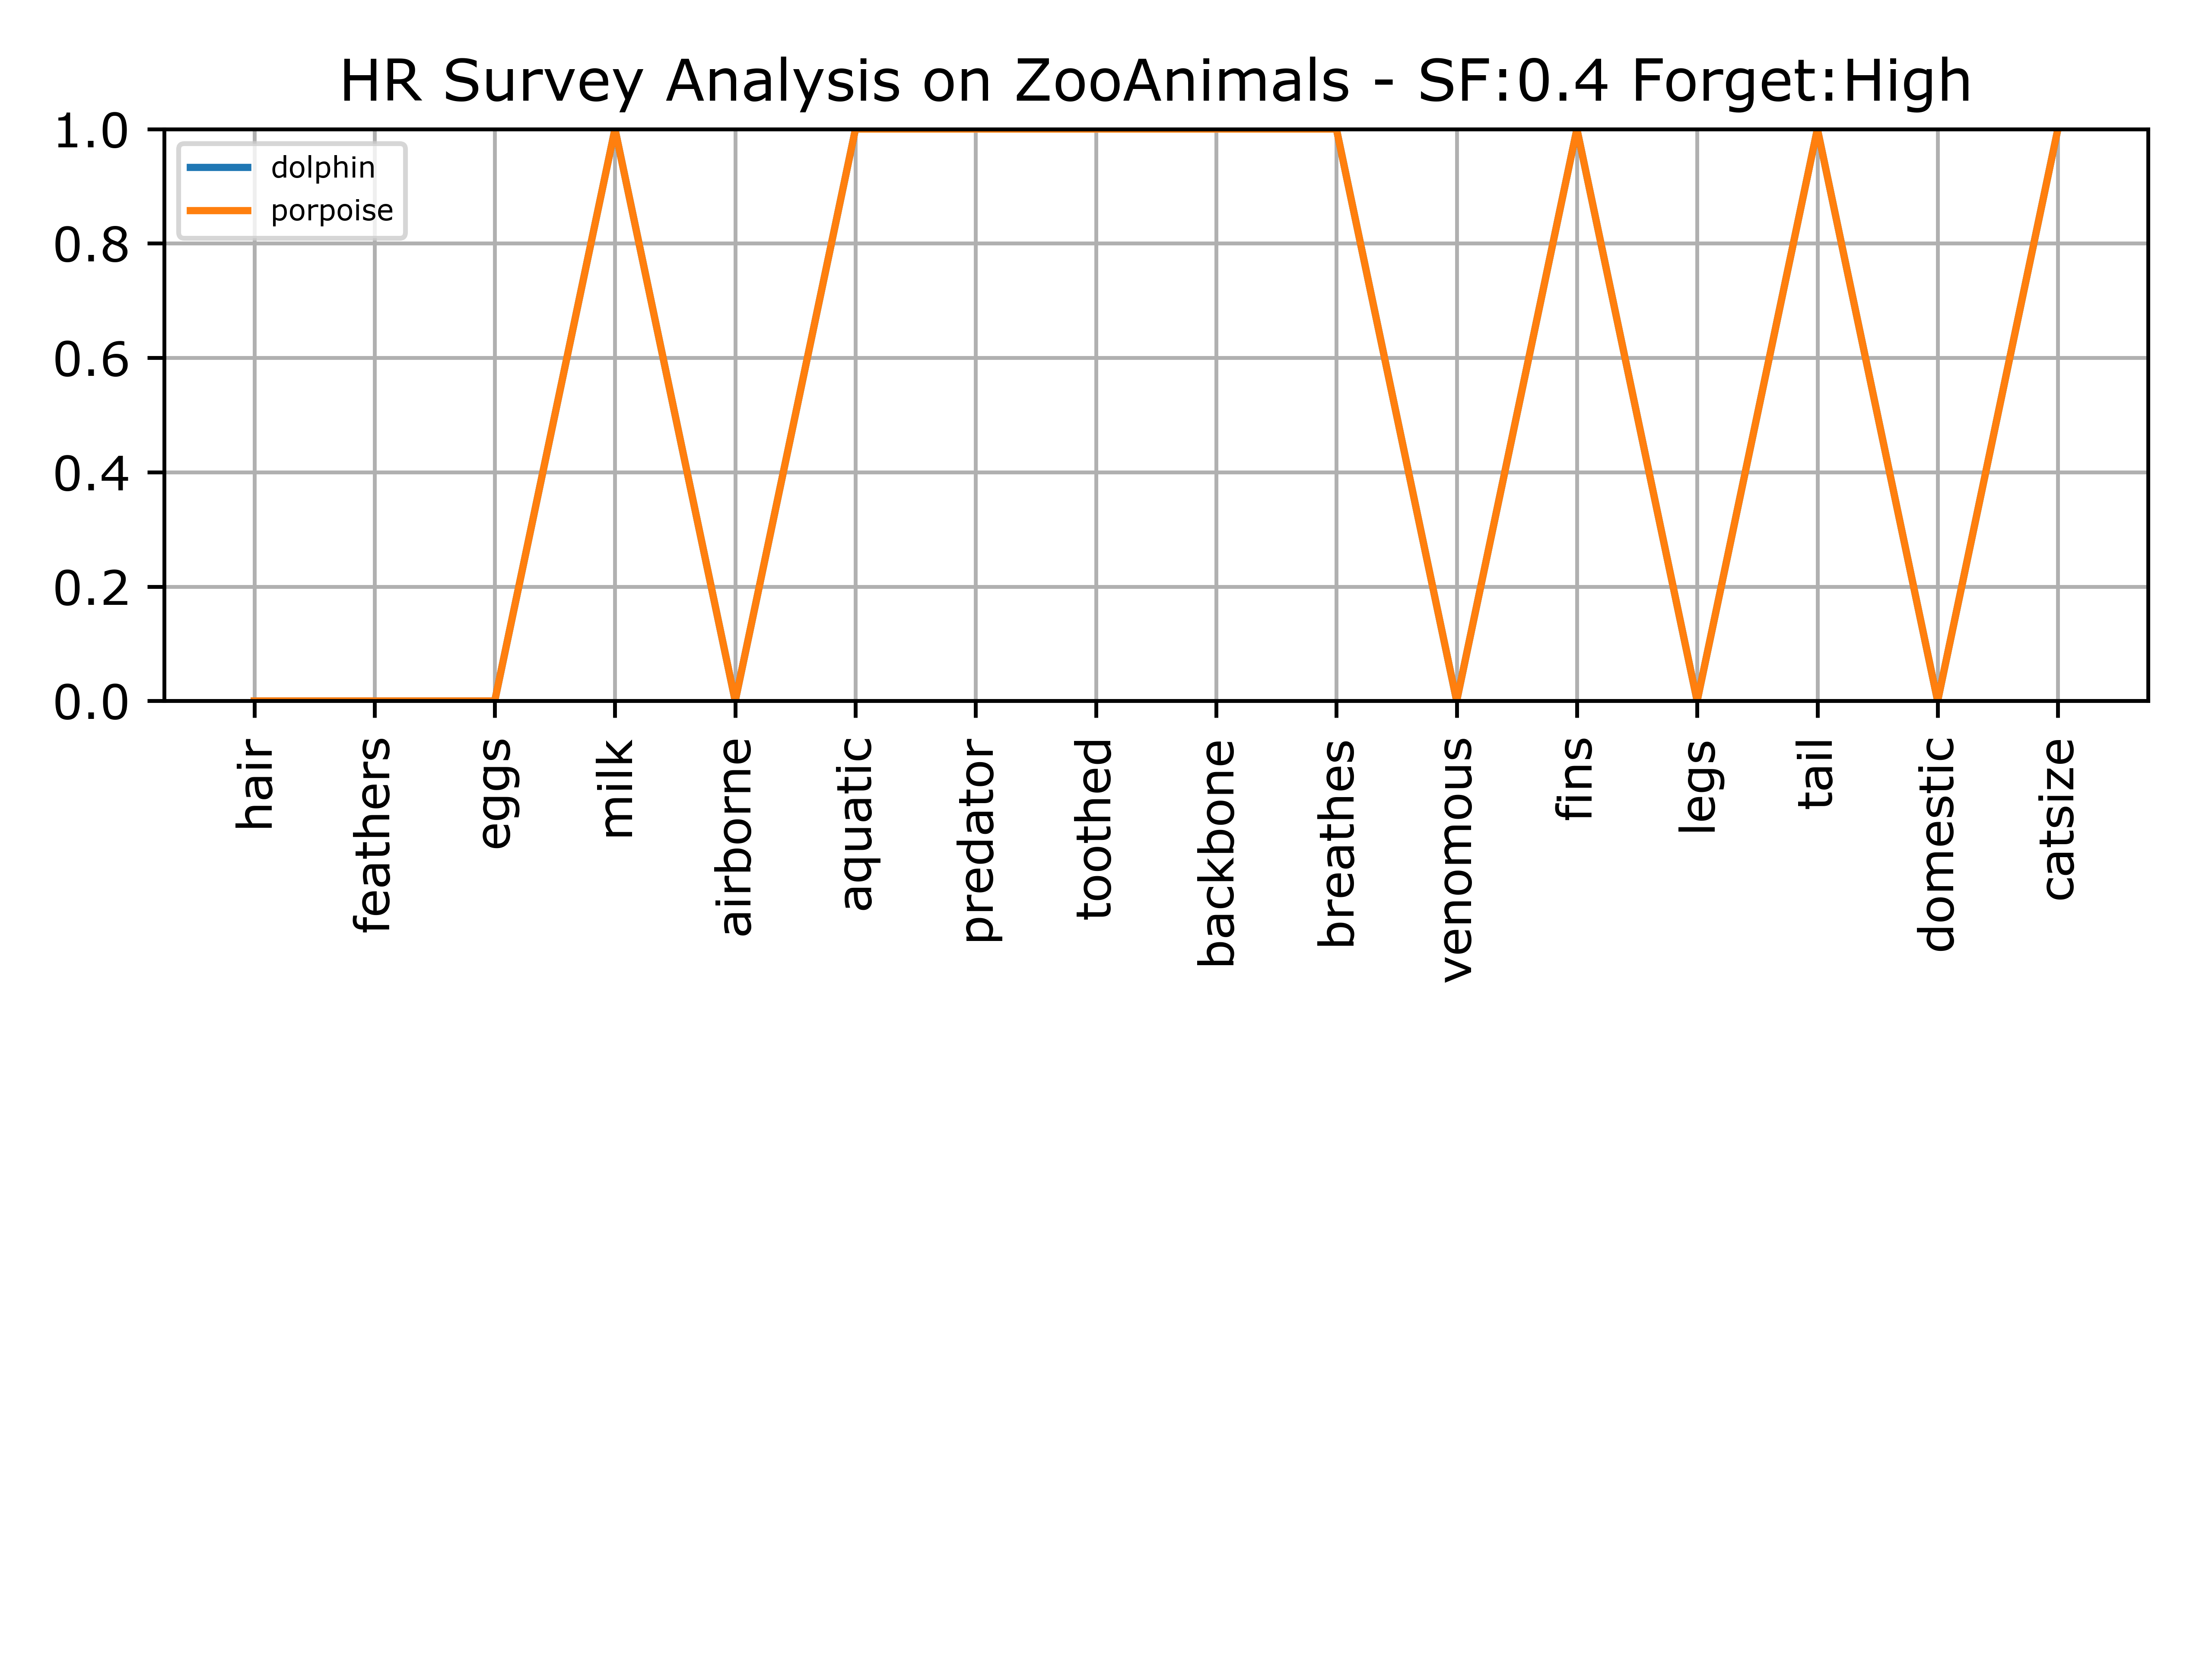 HR Survey Analysis on ZooAnimals - SF:0.4 Forget:High
1.0
0.8
0.6
0.4
0.2
0.0
dolphin
porpoise
hair
feathers
eggs
milk
airborne
aquatic
predator
toothed
backbone
breathes
venomous
fins
legs
tail
domestic
catsize